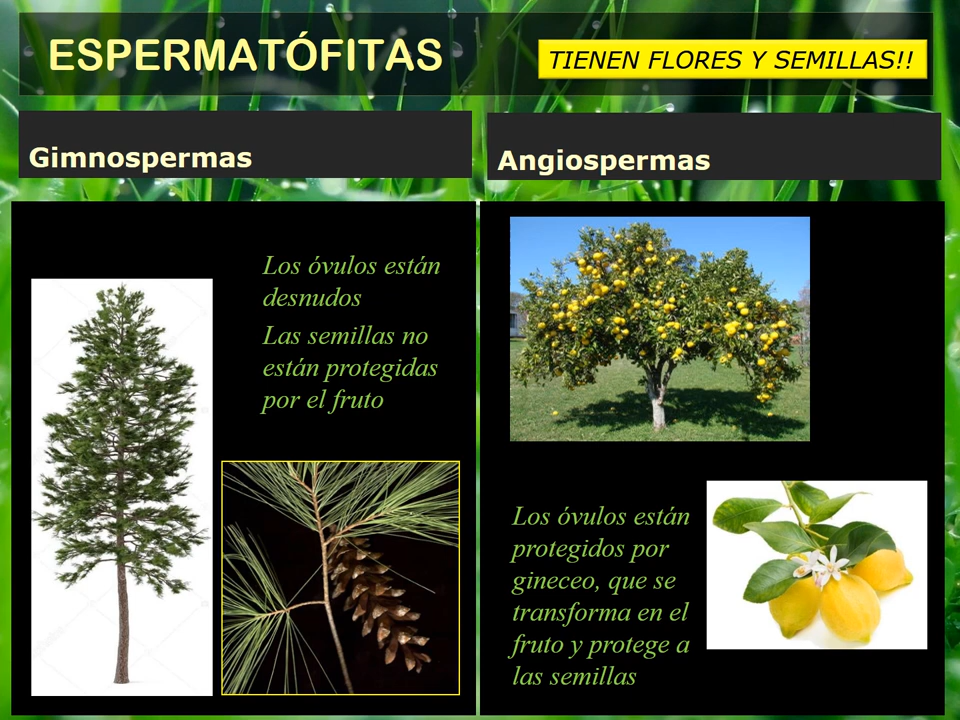 ESPERMATÓFITAS
TIENEN FLORES Y SEMILLAS!!
Gimnospermas
Los óvulos están
desnudos
Las semillas no
están protegidas
por el fruto
Angiospermas
Los óvulos están
protegidos por
gineceo, que se
transforma en el
fruto y protege a
las semillas